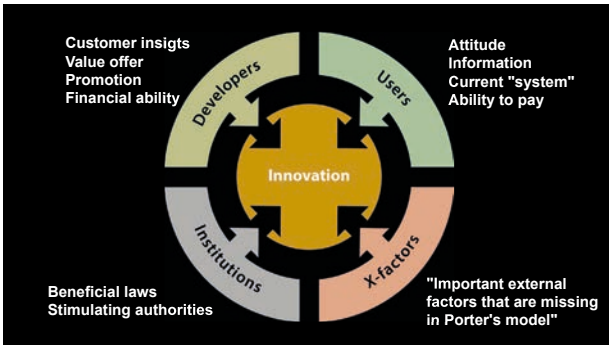 Customer insigts
Value offer
Promotion
Financial ability
Attitude
Information
Current "system"
Ability to pay
Developers
Users
Innovation
Institutions
X-factors
Beneficial laws
Stimulating authorities
"Important external
factors that are missing
in Porter's model"